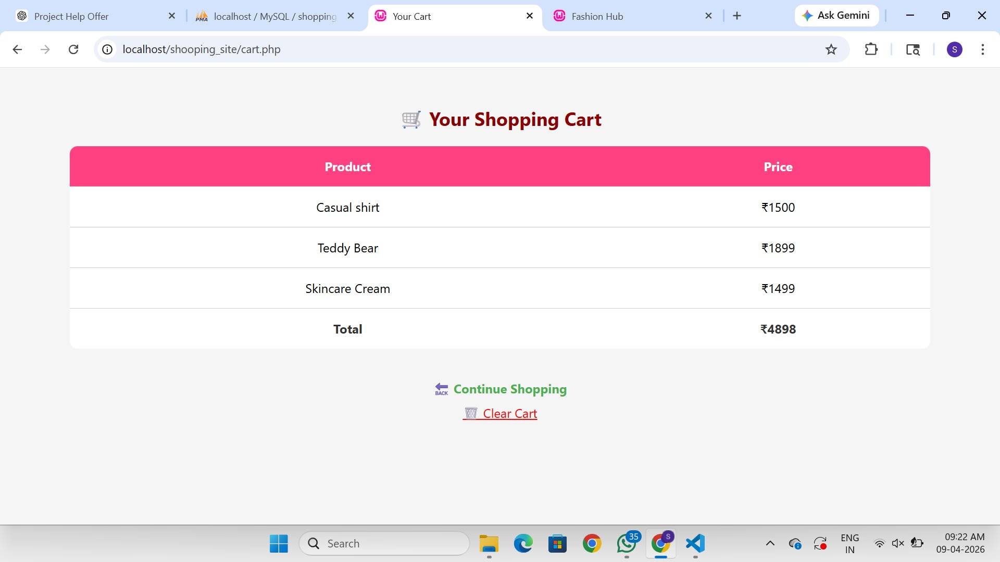 Project Help Offer
localhost / MySQL / shopping
Your Cart
Fashion Hub
Ask Gemini
localhost/shooping_site/cart.php
S
Your Shopping Cart
Product Price
Casual shirt ₹1500
Teddy Bear ₹1899
Skincare Cream ₹1499
Total ₹4898
BACK Continue Shopping
Clear Cart
Search
35
S
ENG
IN
09:22 AM
09-04-2026